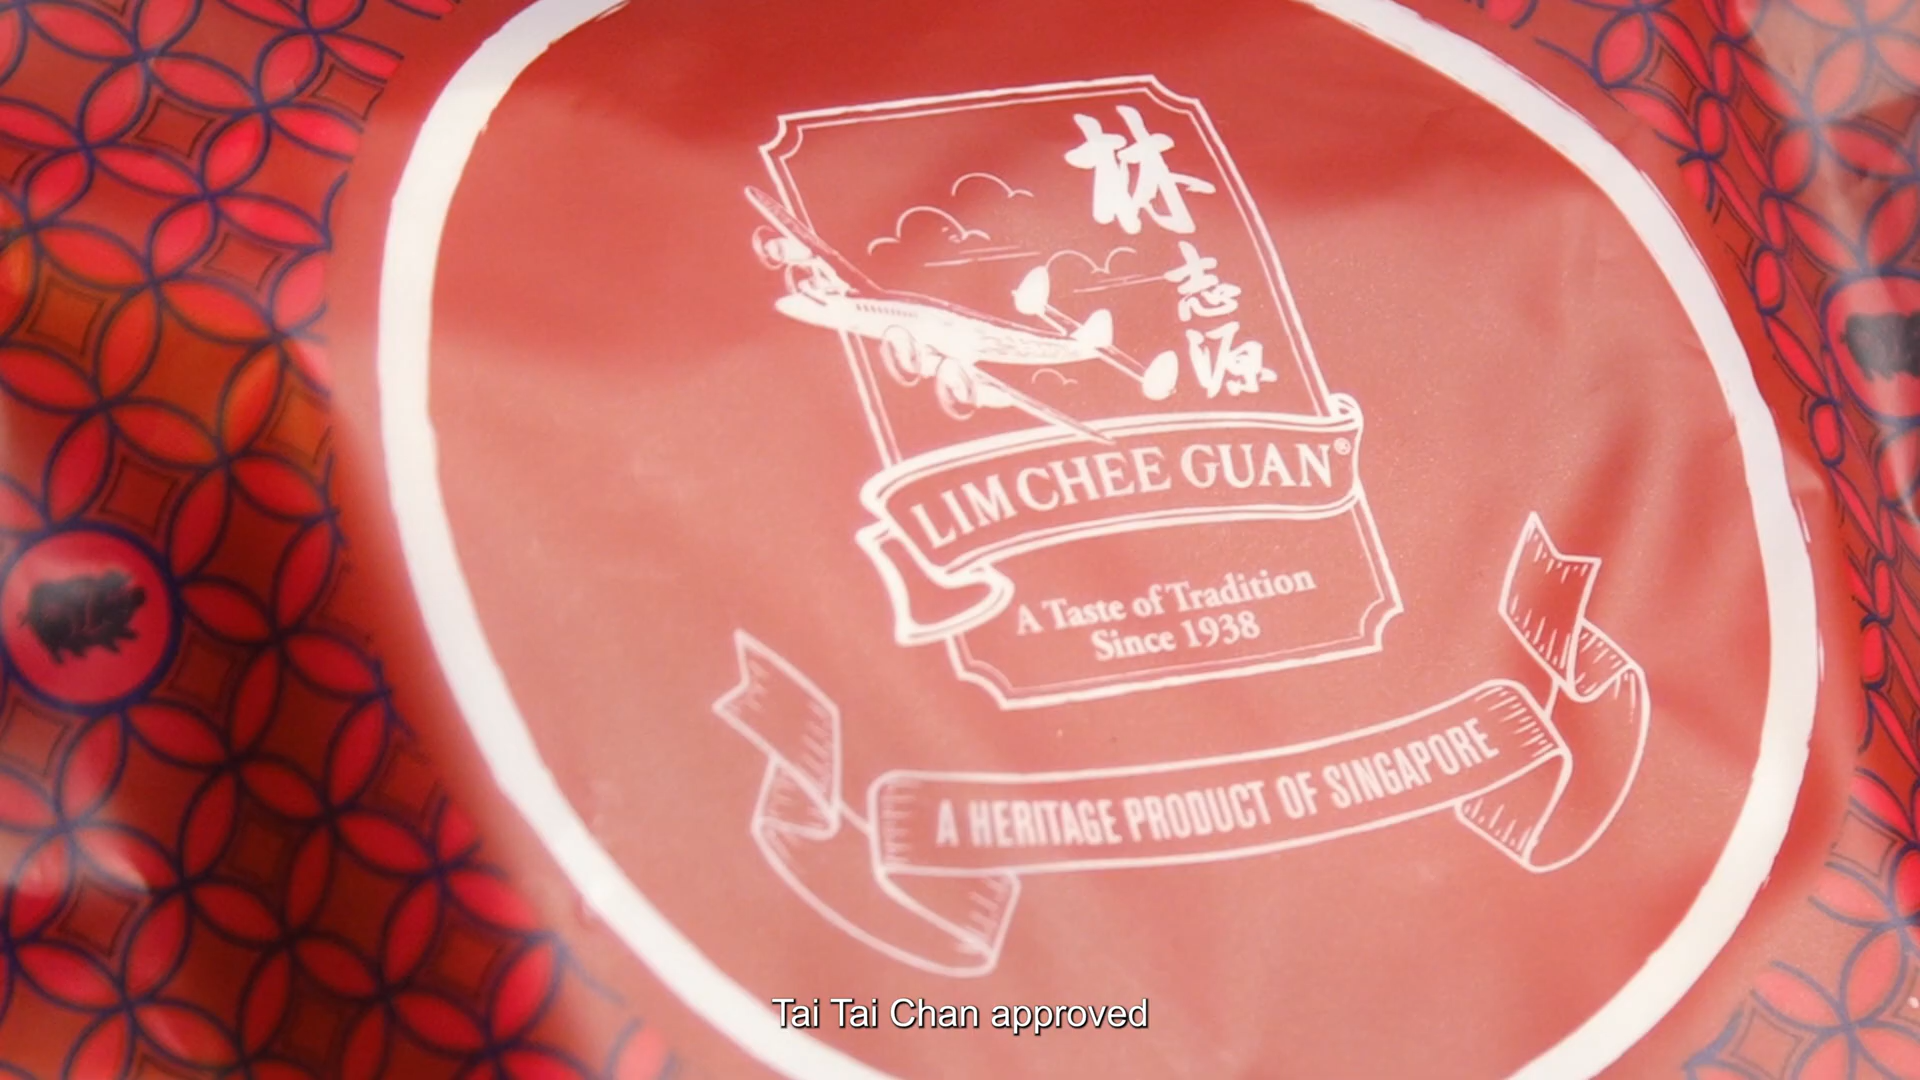 林志源
LIM CHEE GUAN®
A Taste of Tradition
Since 1938
A HERITAGE PRODUCT OF SINGAPORE
Tai Tai Chan approved